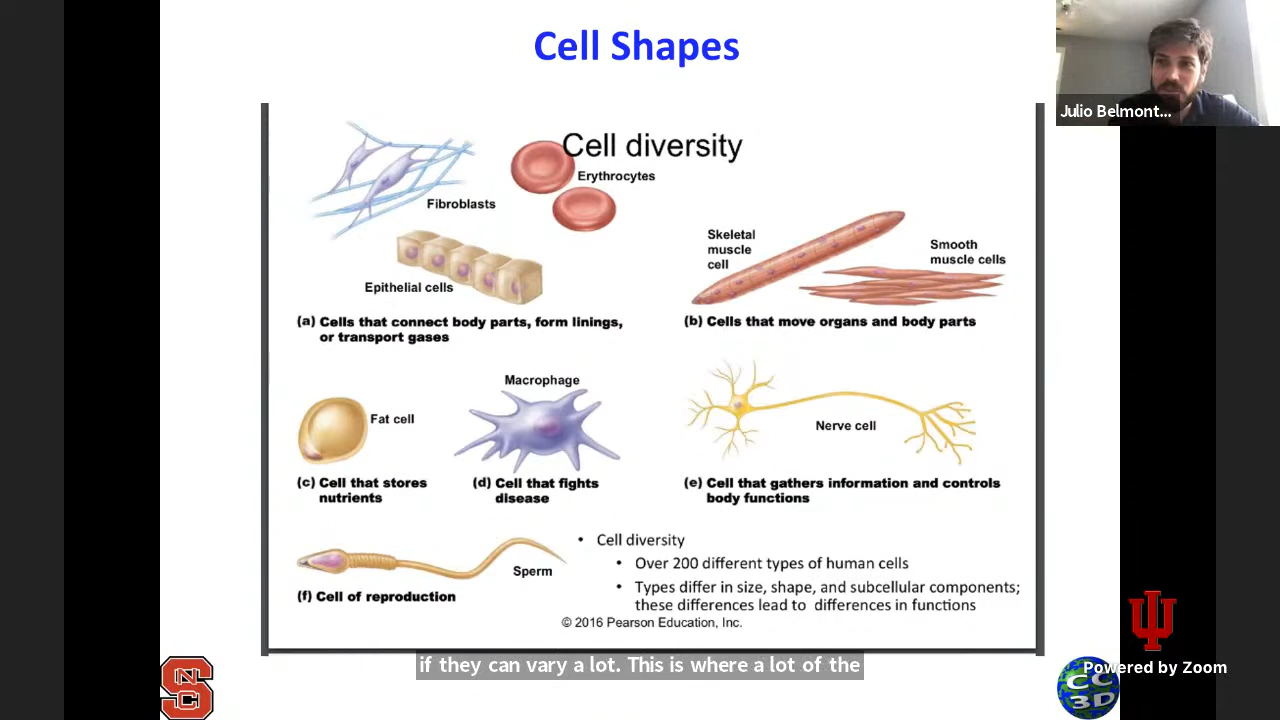 Cell Shapes
Julio Belmont...
Cell diversity
Erythrocytes
Fibroblasts
Epithelial cells
Skeletal
muscle
cell
Smooth
muscle cells
(a) Cells that connect body parts, form linings,
or transport gases
(b) Cells that move organs and body parts
Macrophage
Fat cell
Nerve cell
(c) Cell that stores
nutrients
(d) Cell that fights
disease
(e) Cell that gathers information and controls
body functions
Sperm
(f) Cell of reproduction
• Cell diversity
• Over 200 different types of human cells
• Types differ in size, shape, and subcellular components;
these differences lead to differences in functions
© 2016 Pearson Education, Inc.
if they can vary a lot. This is where a lot of the
Powered by Zoom
S
CC
3D